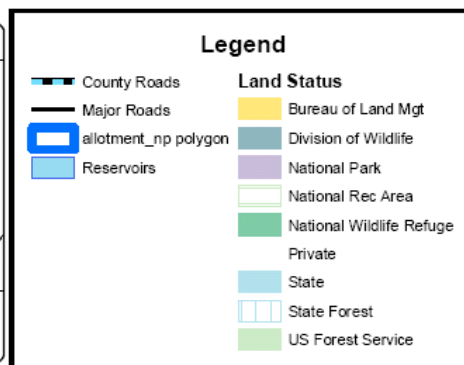 Legend
County Roads
Major Roads
allotment_np polygon
Reservoirs
Land Status
Bureau of Land Mgt
Division of Wildlife
National Park
National Rec Area
National Wildlife Refuge
Private
State
State Forest
US Forest Service